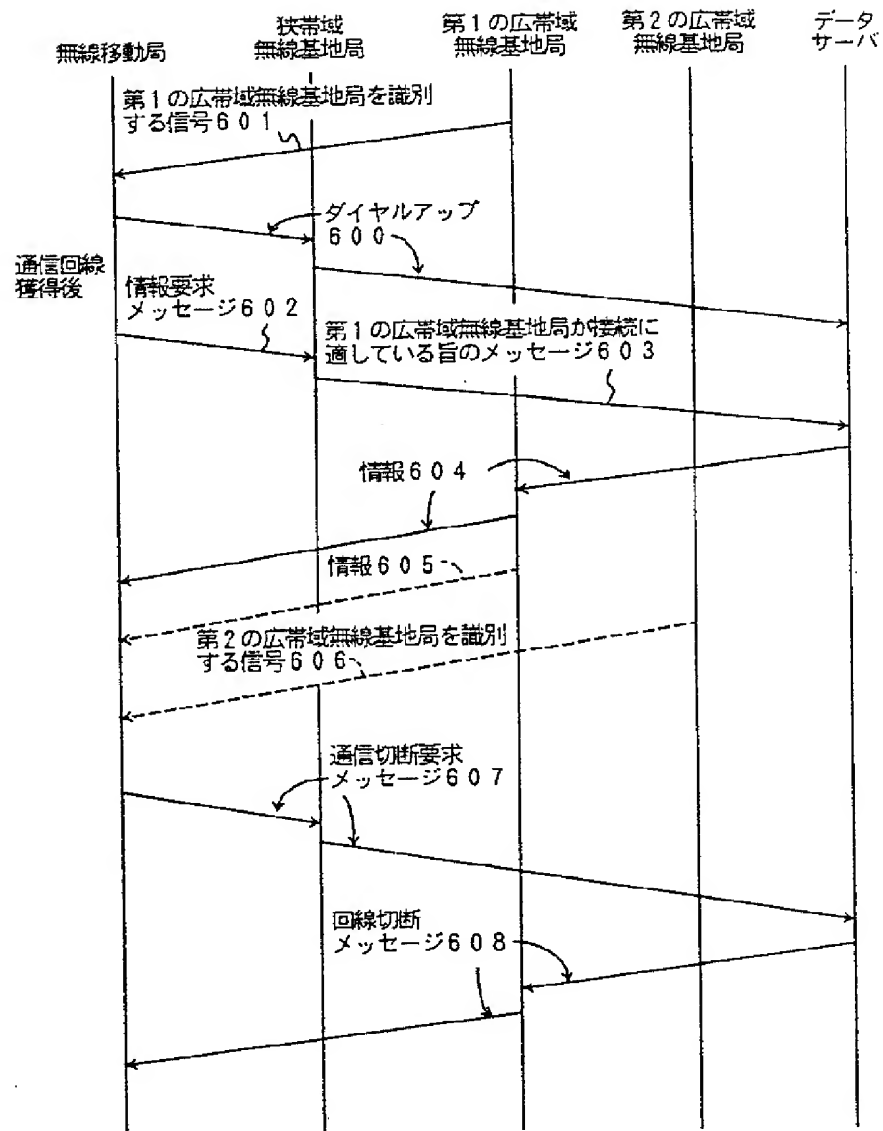 無線移動局
狭帯域
無線基地局
第1の広帯域
無線基地局
第2の広帯域
無線基地局
データ
サーバ
第1の広帯域無線基地局を識別
する信号601
ダイヤルアップ
600
通信回線
獲得後
情報要求
メッセージ602
第1の広帯域無線基地局が接続に
適している旨のメッセージ603
情報604
情報605
第2の広帯域無線基地局を識別
する信号606
通信切断要求
メッセージ607
回線切断
メッセージ608